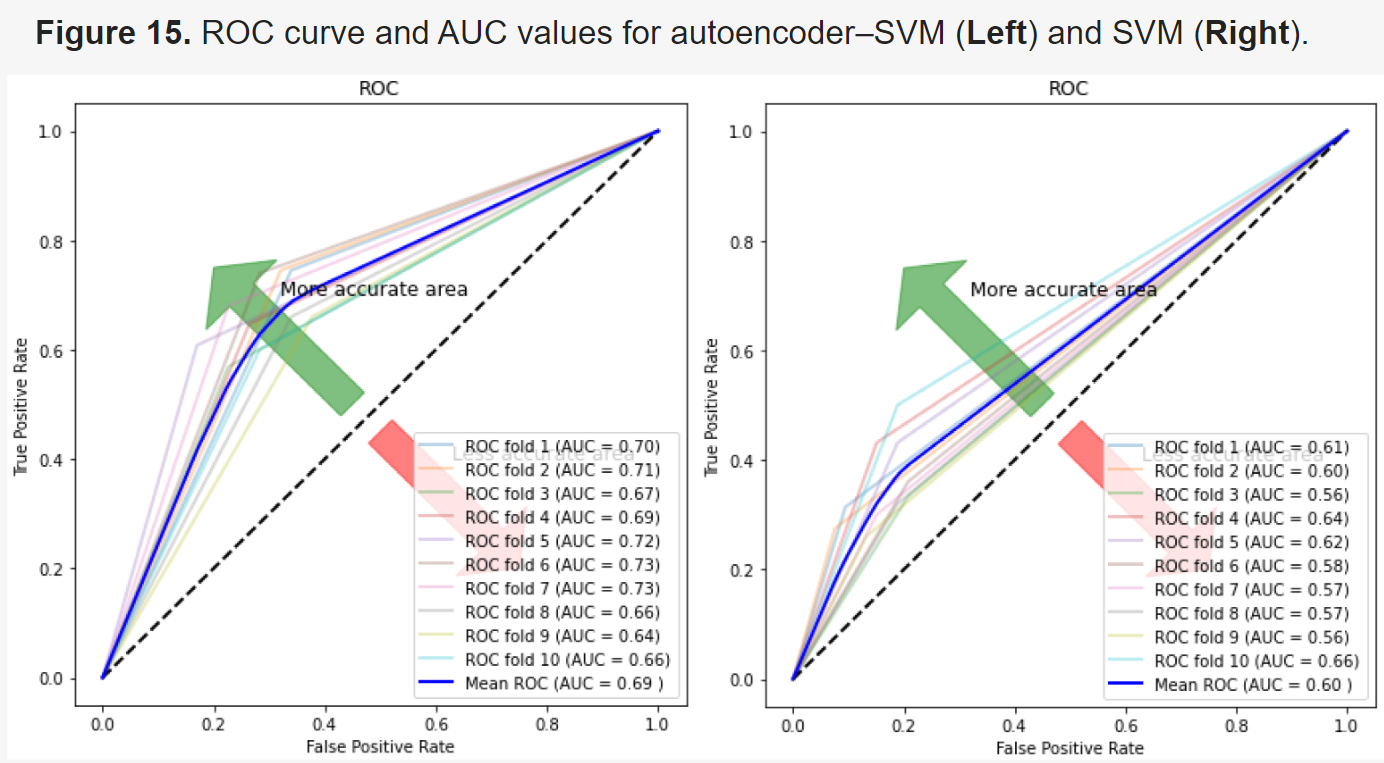 Figure 15. ROC curve and AUC values for autoencoder–SVM (Left) and SVM (Right).
ROC
1.0
0.8
0.6
0.4
0.2
0.0
True Positive Rate
More accurate area
Less accurate area
ROC fold 1 (AUC = 0.70)
ROC fold 2 (AUC = 0.71)
ROC fold 3 (AUC = 0.67)
ROC fold 4 (AUC = 0.69)
ROC fold 5 (AUC = 0.72)
ROC fold 6 (AUC = 0.73)
ROC fold 7 (AUC = 0.73)
ROC fold 8 (AUC = 0.66)
ROC fold 9 (AUC = 0.64)
ROC fold 10 (AUC = 0.66)
Mean ROC (AUC = 0.69 )
0.0 0.2 0.4 0.6 0.8 1.0
False Positive Rate
ROC
1.0
0.8
0.6
0.4
0.2
0.0
True Positive Rate
More accurate area
Less accurate area
ROC fold 1 (AUC = 0.61)
ROC fold 2 (AUC = 0.60)
ROC fold 3 (AUC = 0.56)
ROC fold 4 (AUC = 0.64)
ROC fold 5 (AUC = 0.62)
ROC fold 6 (AUC = 0.58)
ROC fold 7 (AUC = 0.57)
ROC fold 8 (AUC = 0.57)
ROC fold 9 (AUC = 0.56)
ROC fold 10 (AUC = 0.66)
Mean ROC (AUC = 0.60 )
0.0 0.2 0.4 0.6 0.8 1.0
False Positive Rate